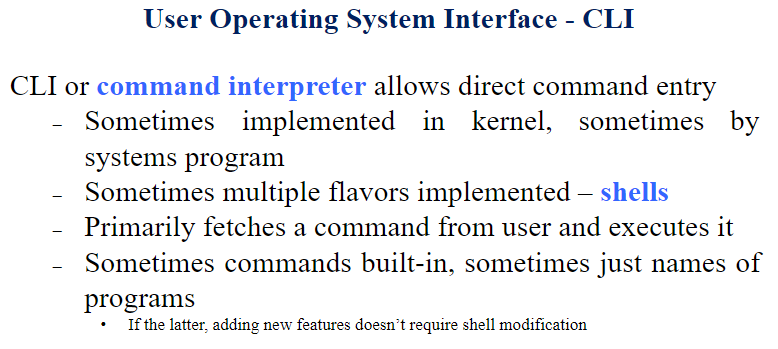 User Operating System Interface - CLI
CLI or command interpreter allows direct command entry
– Sometimes implemented in kernel, sometimes by
systems program
– Sometimes multiple flavors implemented – shells
– Primarily fetches a command from user and executes it
– Sometimes commands built-in, sometimes just names of
programs
• If the latter, adding new features doesn’t require shell modification